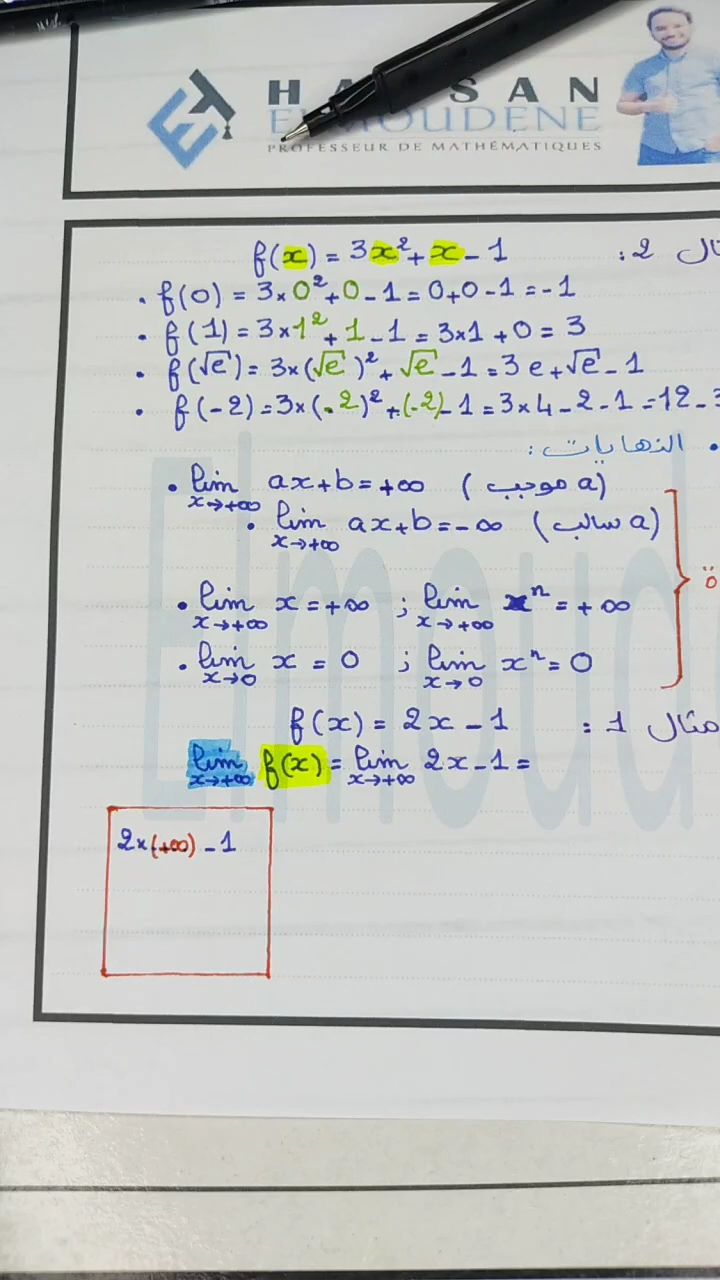 SAN
PROFESSEUR DE MATHÉMATIQUES
2 : f(x) = 3x² + x - 1
• f(0) = 3×0²+0-1 = 0+0-1 = -1
• f(1) = 3×1²+1-1 = 3×1+0 = 3
• f(√e) = 3×(√e)²+√e-1 = 3e+√e-1
• f(-2) = 3×(-2)²+(-2)-1 = 3×4-2-1 = 12-3
• النهايات :
• lim x→+∞ ax+b = +∞ (a موجب)
• lim x→+∞ ax+b = -∞ (a سالب)
• lim x→+∞ x = +∞ ; lim x→+∞ xⁿ = +∞
• lim x→0 x = 0 ; lim x→0 xⁿ = 0
مثال 1 : f(x) = 2x - 1
lim x→+∞ f(x) = lim x→+∞ 2x-1 =
2×(+∞) - 1